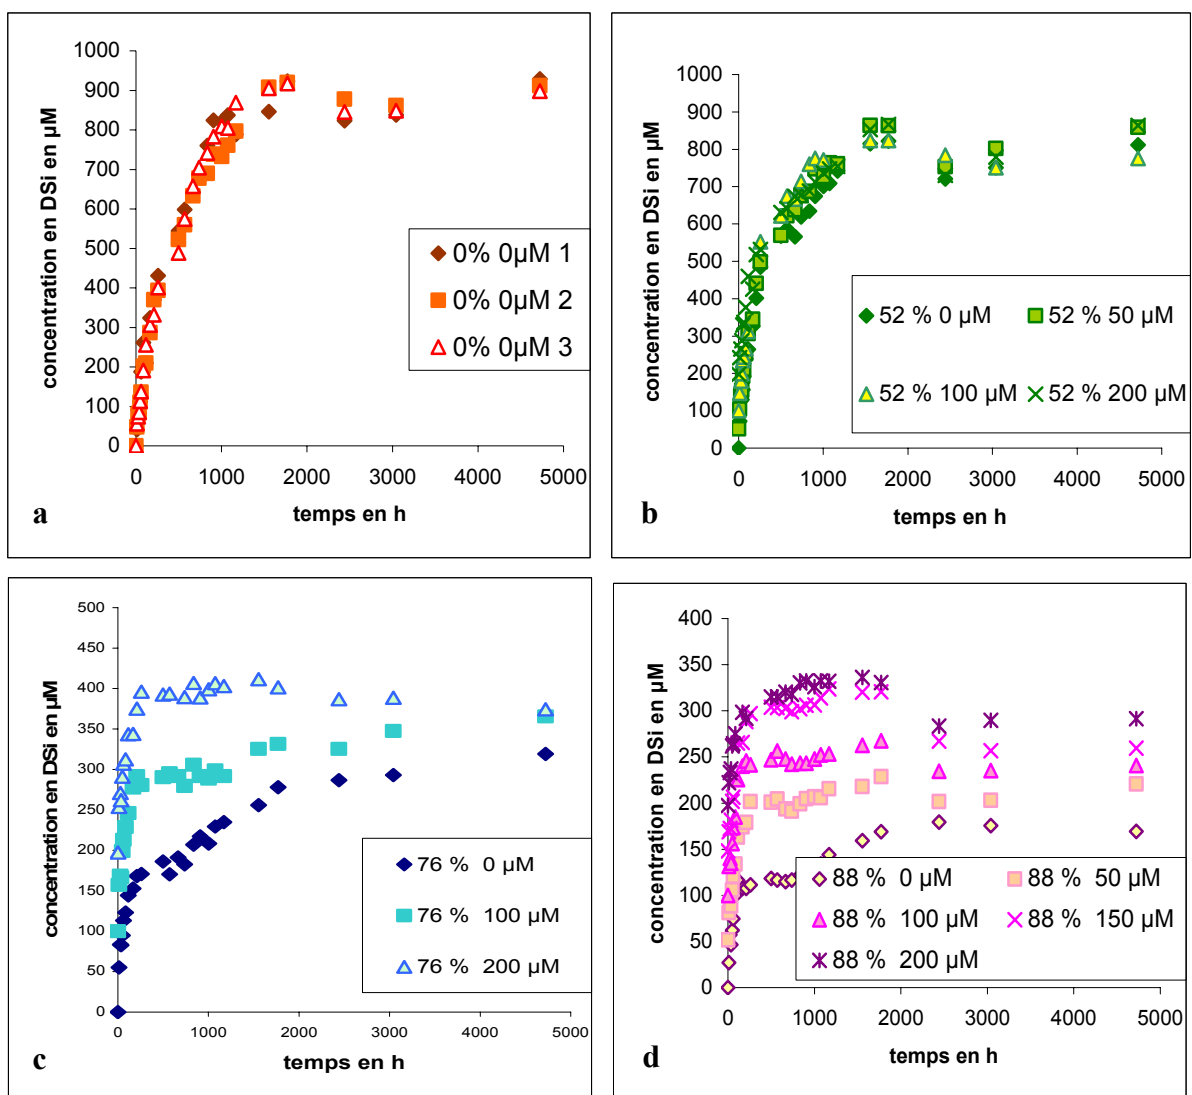 1000
900
800
700
600
500
400
300
200
100
0
concentration en DSi en µM
0% 0µM 1
0% 0µM 2
0% 0µM 3
0 1000 2000 3000 4000 5000
temps en h
a
1000
900
800
700
600
500
400
300
200
100
0
concentration en DSi en µM
52 % 0 µM 52 % 50 µM
52 % 100 µM 52 % 200 µM
0 1000 2000 3000 4000 5000
temps en h
b
500
450
400
350
300
250
200
150
100
50
0
concentration en DSi en µM
76 % 0 µM
76 % 100 µM
76 % 200 µM
0 1000 2000 3000 4000 5000
temps en h
c
400
350
300
250
200
150
100
50
0
concentration en DSi en µM
88 % 0 µM 88 % 50 µM
88 % 100 µM 88 % 150 µM
88 % 200 µM
0 1000 2000 3000 4000 5000
temps en h
d